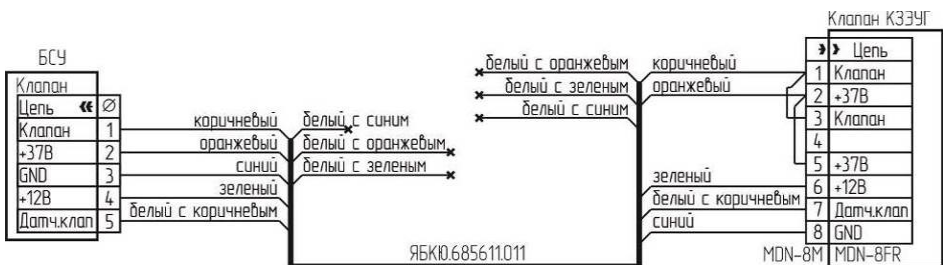 Клапан КЗЭУГ
БСУ
Клапан
Цепь
Клапан 1
+37В 2
GND 3
+12В 4
Датч.клап 5
коричневый
оранжевый
синий
зеленый
белый с коричневым
белый с синим
белый с оранжевым
белый с зеленым
белый с оранжевым
белый с зеленым
белый с синим
коричневый
оранжевый
зеленый
белый с коричневым
синий
Цепь
1 Клапан
2 +37В
3 Клапан
4
5 +37В
6 +12В
7 Датч.клап
8 GND
ЯБКЮ.685611.011
MDN-8M MDN-8FR